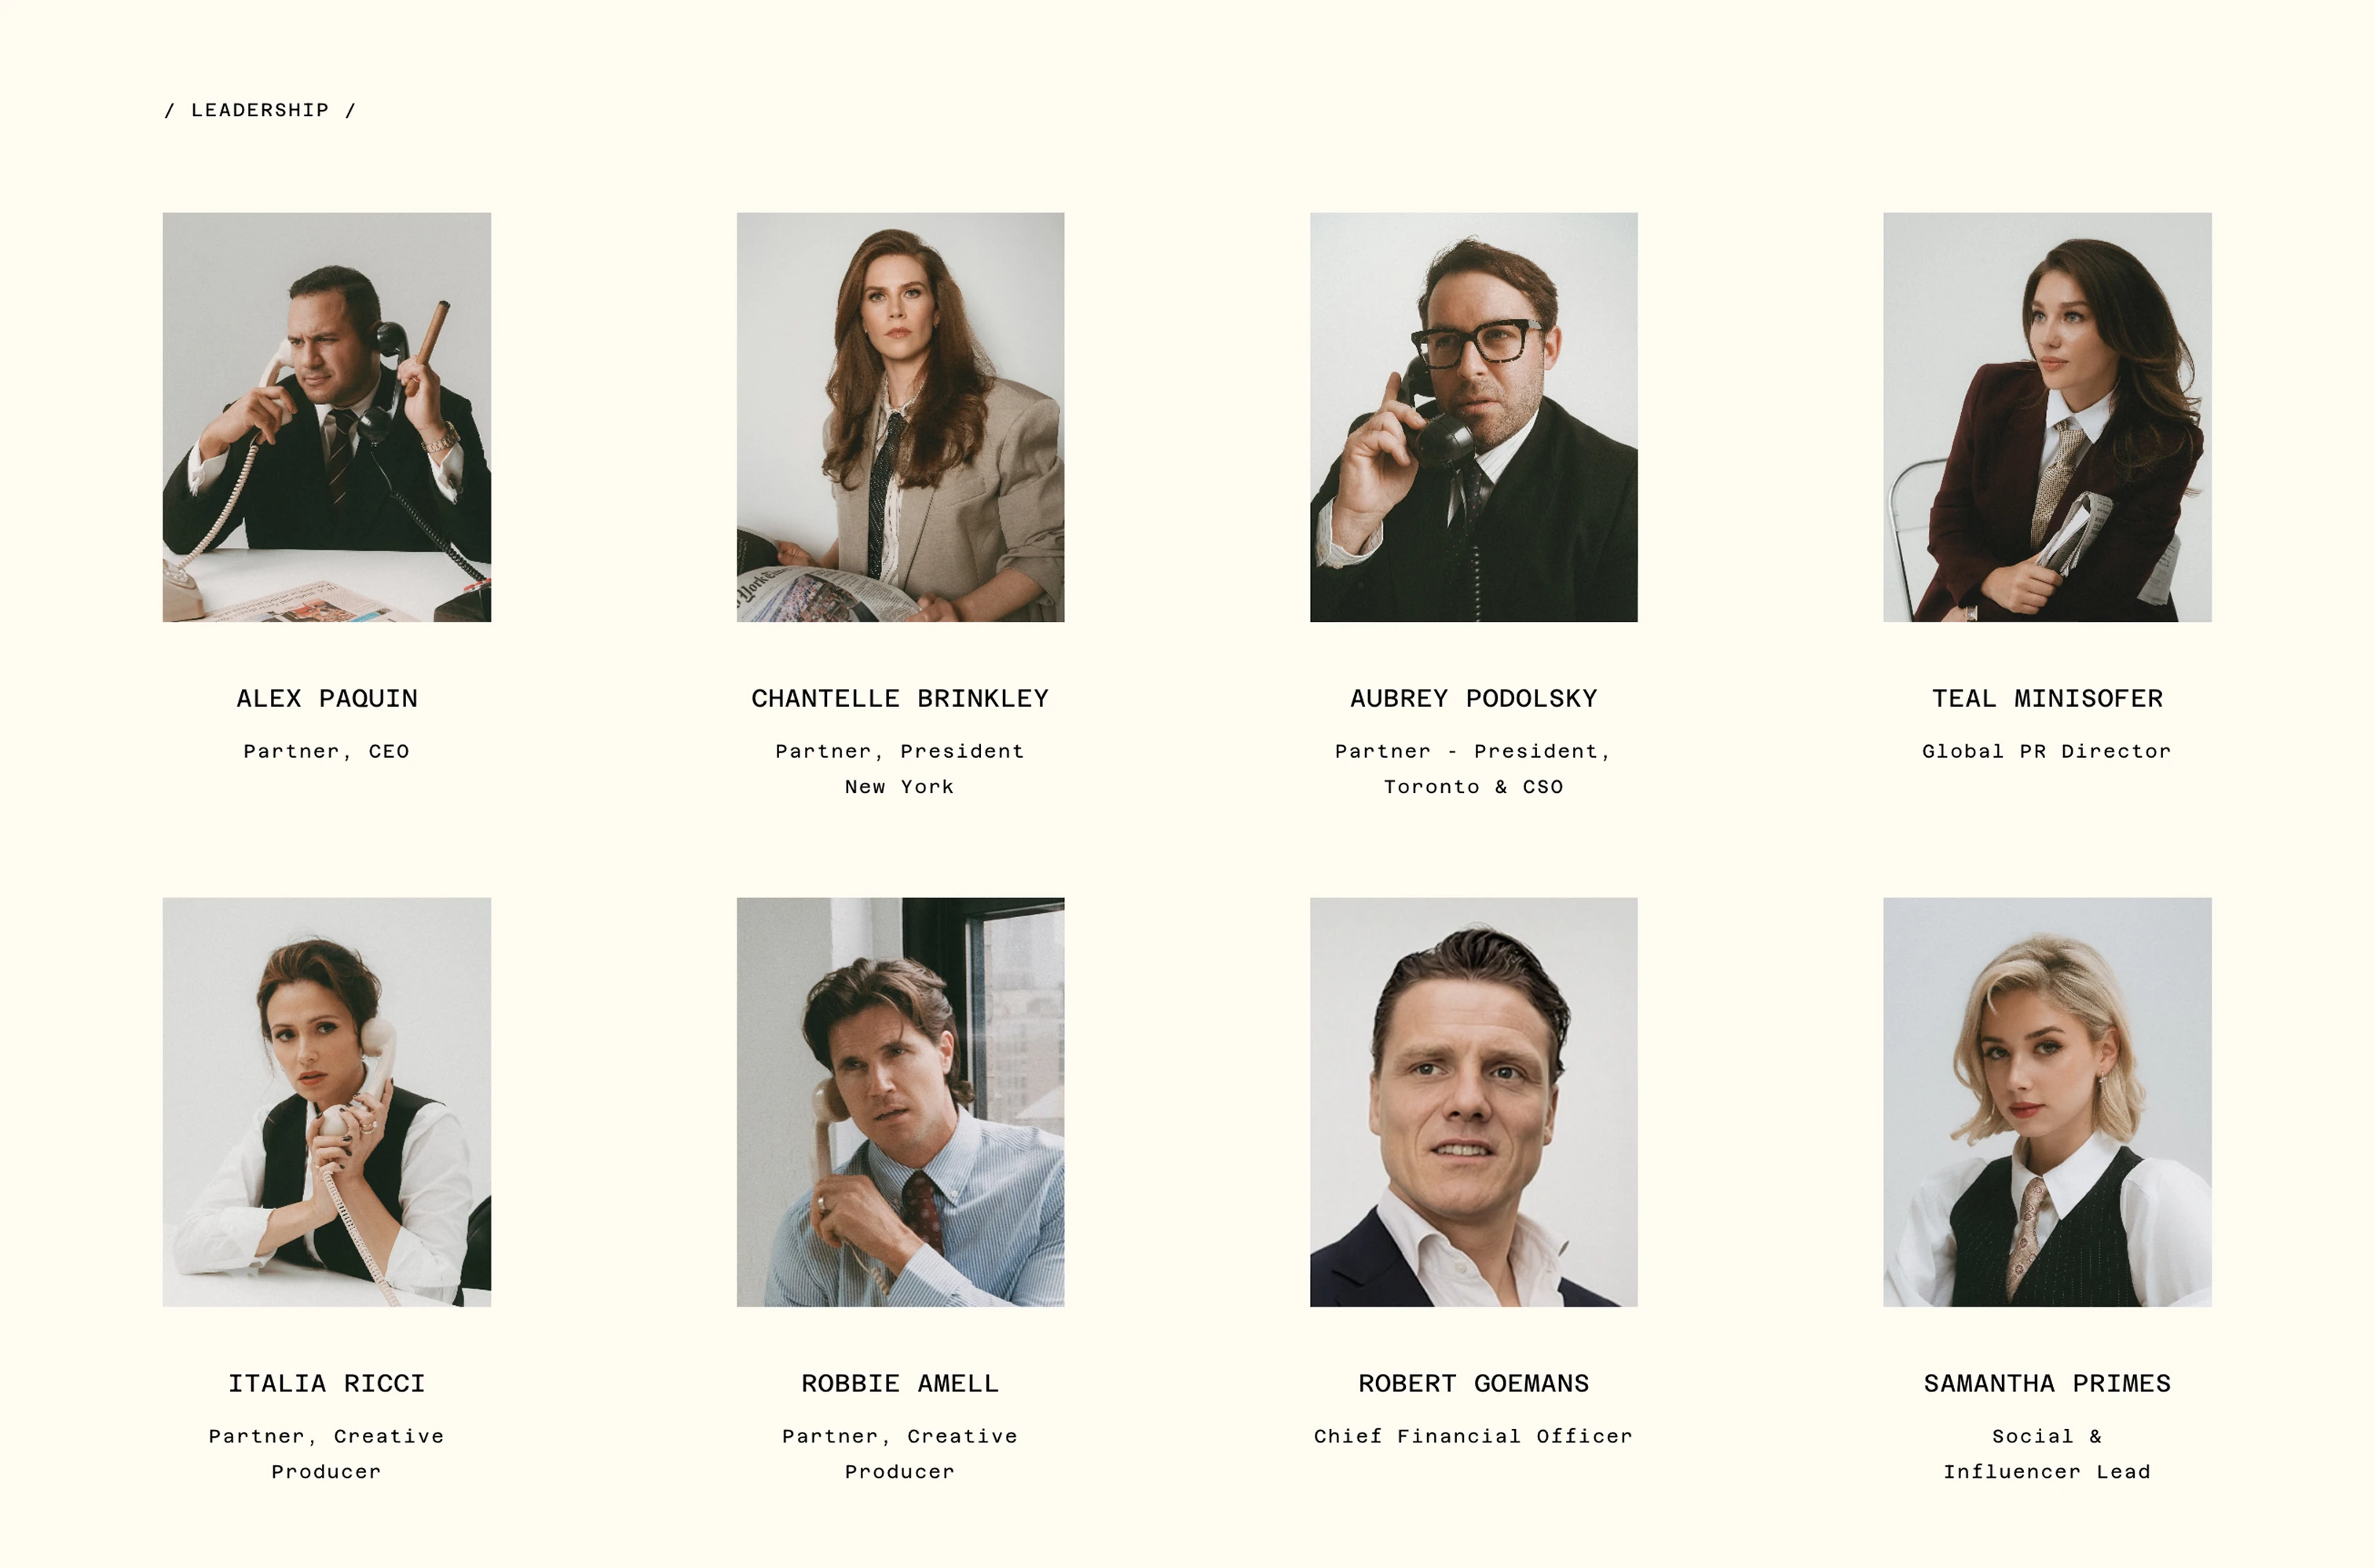 / LEADERSHIP /
York
ALEX PAQUIN
Partner, CEO
CHANTELLE BRINKLEY
Partner, President
New York
AUBREY PODOLSKY
Partner - President,
Toronto & CSO
TEAL MINISOFER
Global PR Director
ITALIA RICCI
Partner, Creative
Producer
ROBBIE AMELL
Partner, Creative
Producer
ROBERT GOEMANS
Chief Financial Officer
SAMANTHA PRIMES
Social &
Influencer Lead